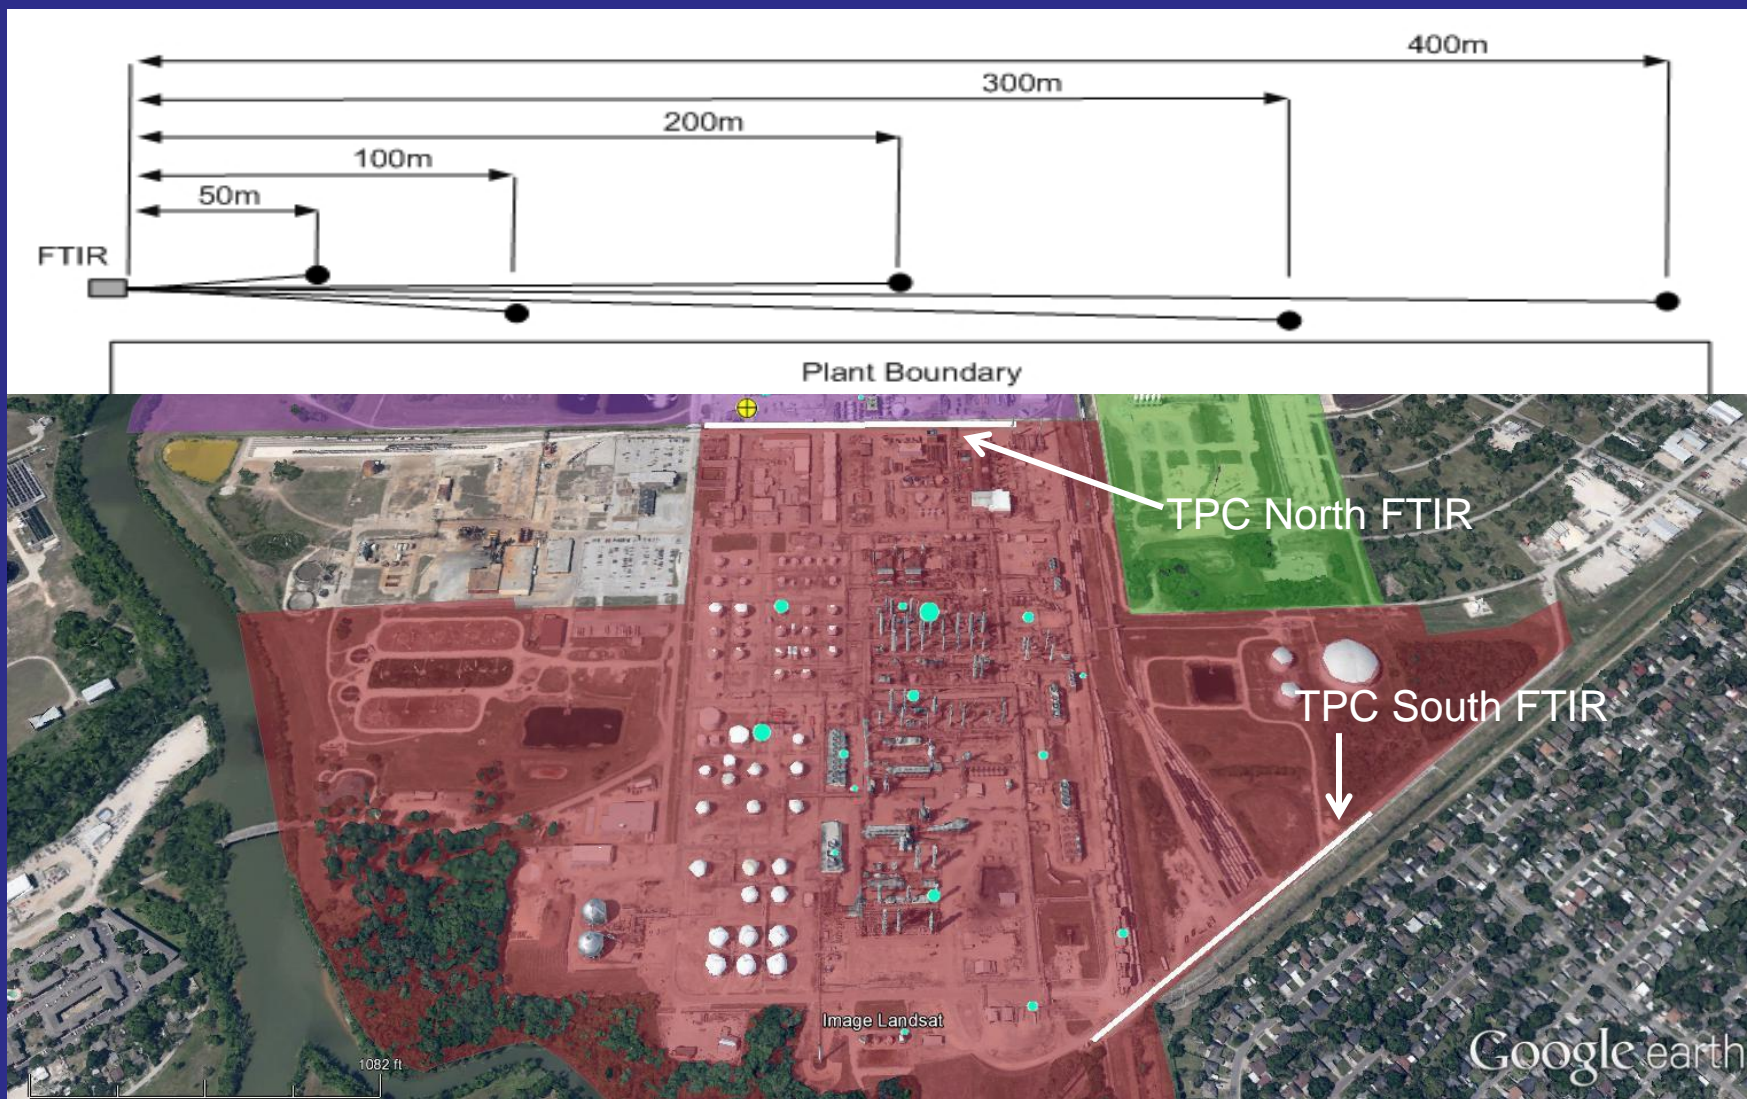 400m
300m
200m
100m
50m
FTIR
Plant Boundary
TPC North FTIR
TPC South FTIR
Image Landsat
Google earth
1082 ft